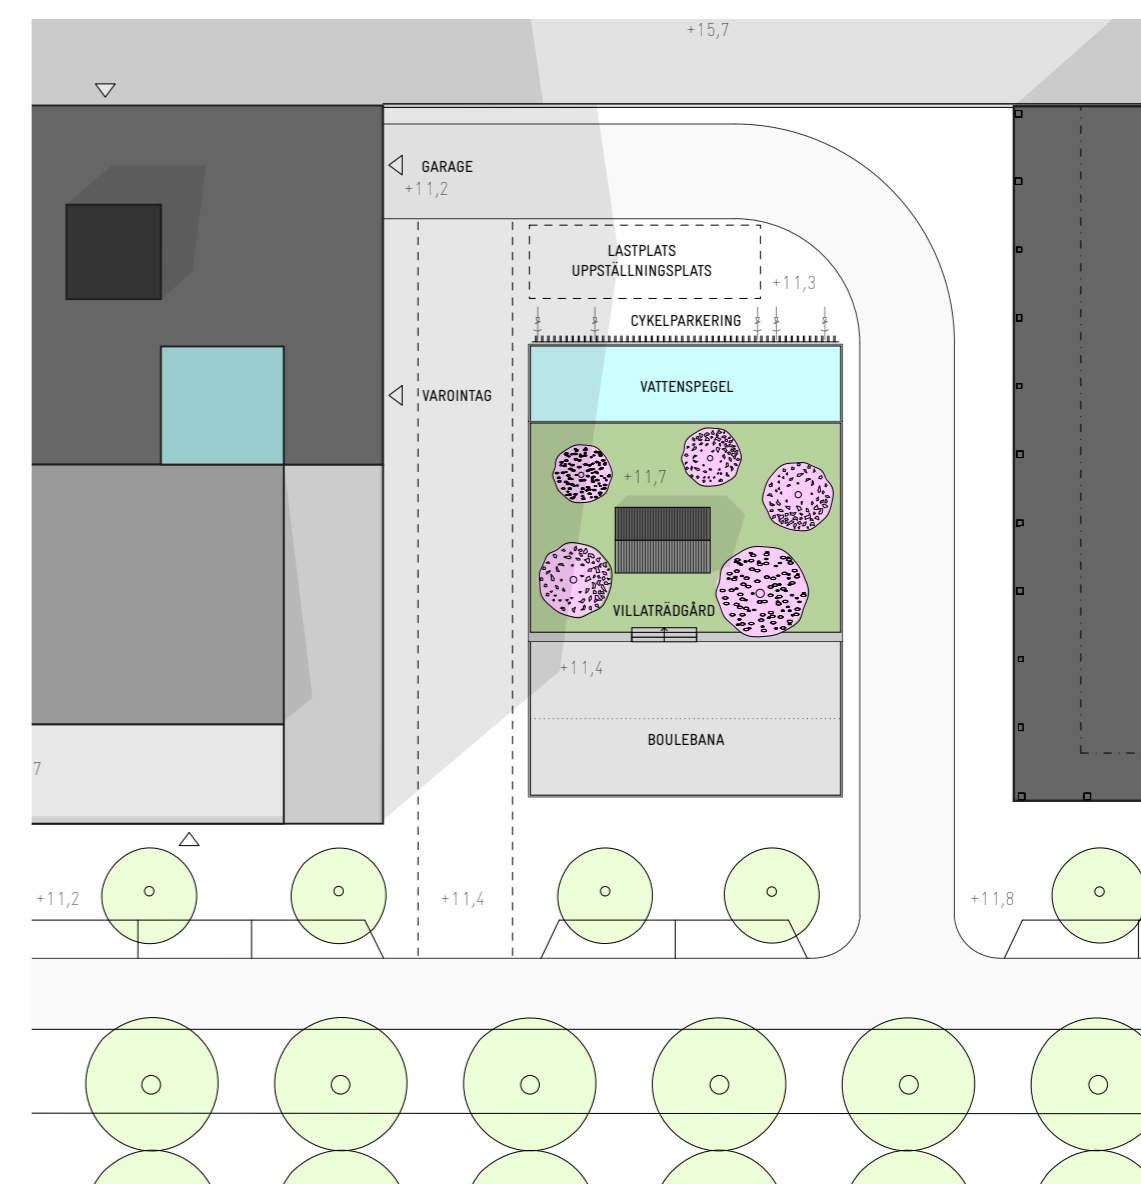 +15,7
GARAGE
+11,2
LASTPLATS
UPPSTÄLLNINGSPLATS
+11,3
CYKELPARKERING
VATTENSPEGEL
VAROINTAG
+11,7
VILLATRÄDGÅRD
+11,4
BOULEBANA
7
+11,2
+11,4
+11,8